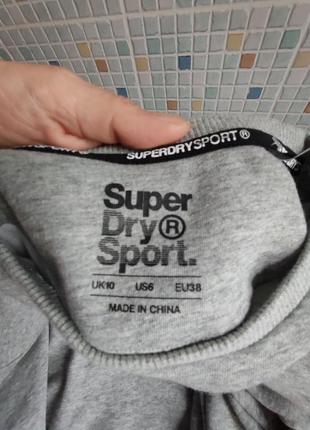 SUPERDRYSPORT®
Super
Dry®
Sport.
UK10 US6 EU38
MADE IN CHINA